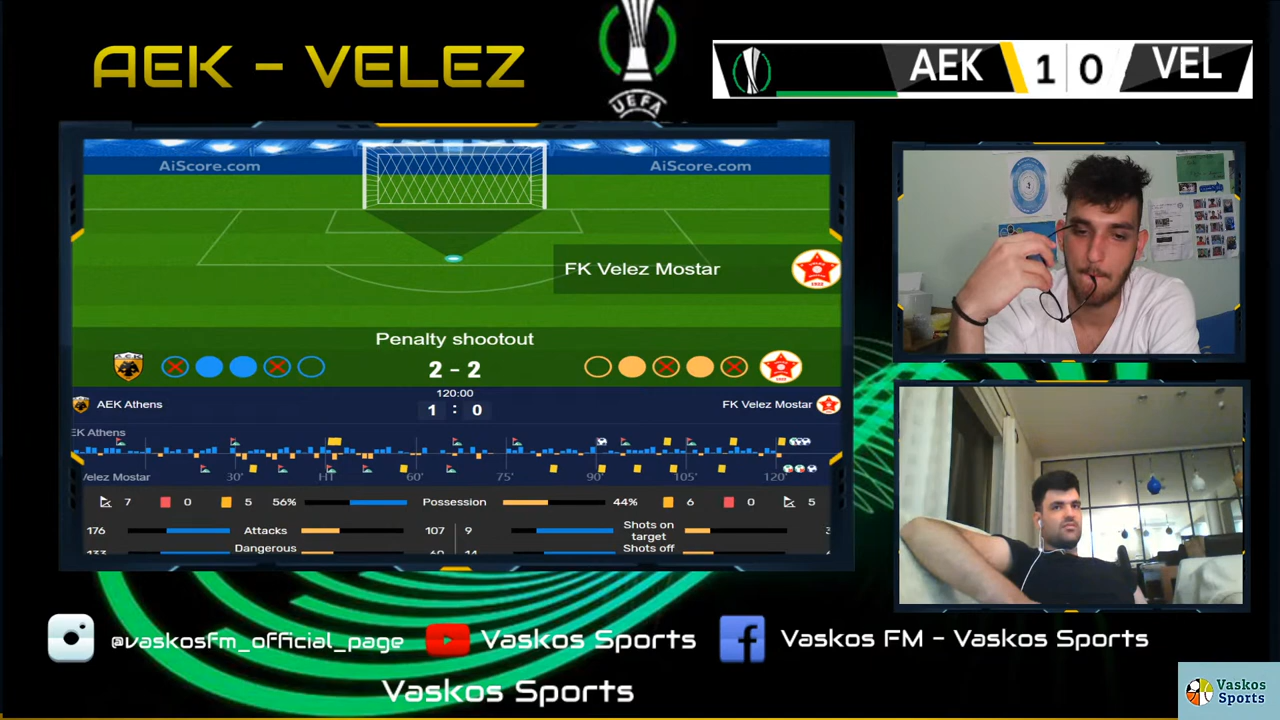 AEK - VELEZ
UEFA
AEK 1 0 VEL
AiScore.com AiScore.com
FK Velez Mostar
Penalty shootout
2 - 2
120:00
AEK Athens 1 : 0 FK Velez Mostar
EK Athens
Velez Mostar 30' HT 60' 75' 90' 105' 120'
7 0 5 56% Possession 44% 6 0 5
176 Attacks 107 9 Shots on target
133 Dangerous 14 Shots off
@vaskosfm_official_page Vaskos Sports Vaskos FM - Vaskos Sports
Vaskos Sports
Vaskos
Sports